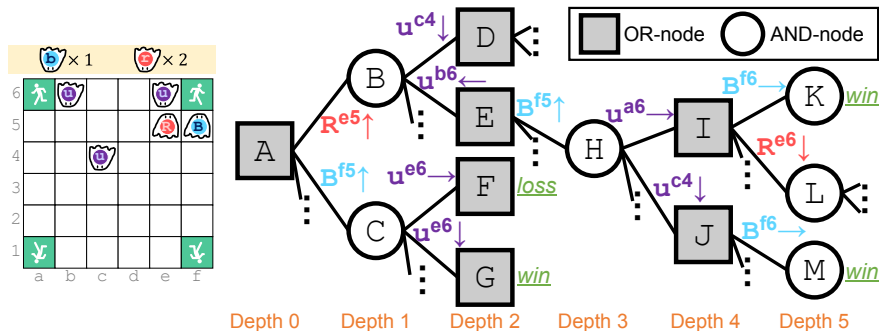 b × 1 r × 2
6 u u
5 R B
4 u
3
2
1
a b c d e f
OR-node AND-node
A
R^e5↑
B^f5↑
B
C
u^c4↓
u^b6←
u^e6→
u^e6↓
D
E
F loss
G win
B^f5↑
H
u^a6→
u^c4↓
I
J
B^f6→
R^e6↓
B^f6→
K win
L
M win
Depth 0 Depth 1 Depth 2 Depth 3 Depth 4 Depth 5